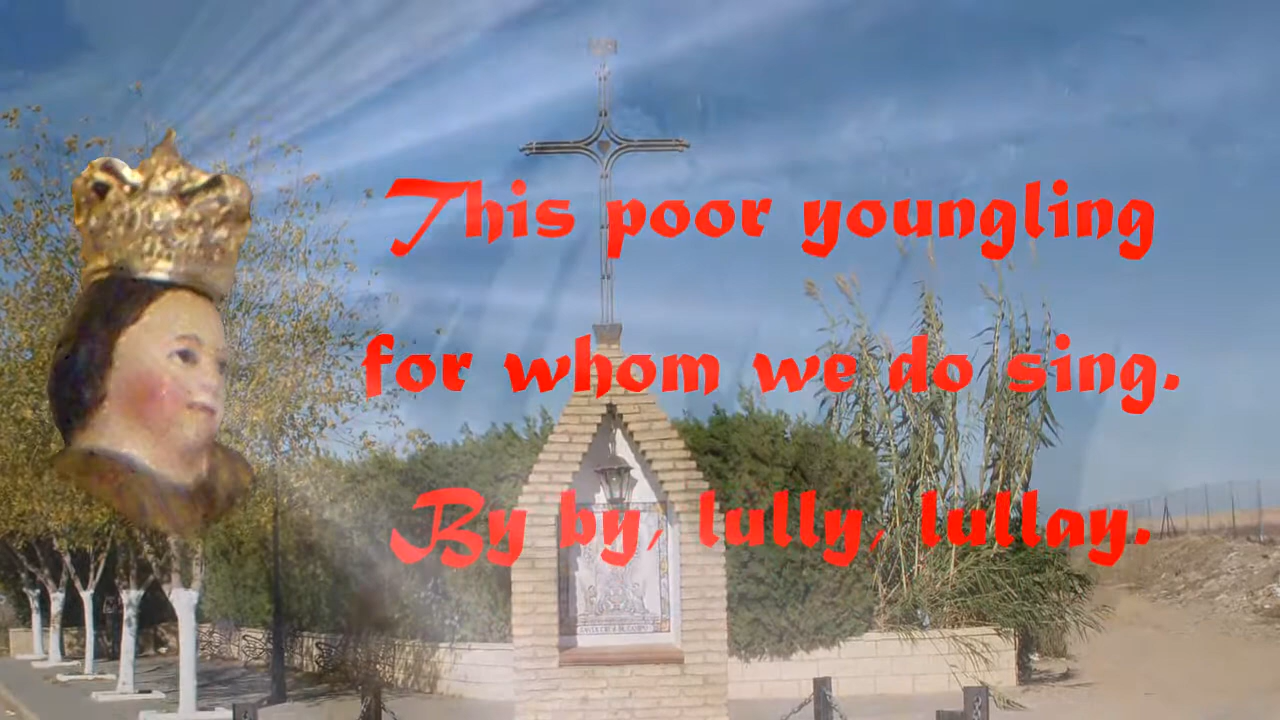 This poor youngling
for whom we do sing.
By by, lully, lullay.